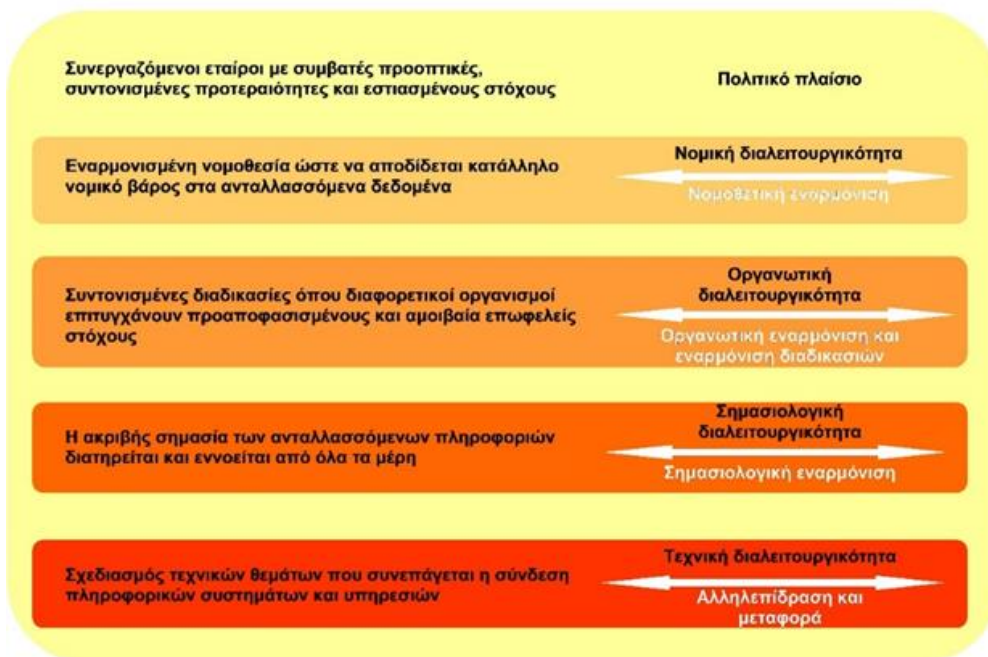 Συνεργαζόμενοι εταίροι με συμβατές προοπτικές,
συντονισμένες προτεραιότητες και εστιασμένους στόχους
Πολιτικό πλαίσιο
Εναρμονισμένη νομοθεσία ώστε να αποδίδεται κατάλληλο
νομικό βάρος στα ανταλλασσόμενα δεδομένα
Νομική διαλειτουργικότητα
Νομοθετική εναρμόνιση
Συντονισμένες διαδικασίες όπου διαφορετικοί οργανισμοί
επιτυγχάνουν προαποφασισμένους και αμοιβαία επωφελείς
στόχους
Οργανωτική
διαλειτουργικότητα
Οργανωτική εναρμόνιση και
εναρμόνιση διαδικασιών
Η ακριβής σημασία των ανταλλασσόμενων πληροφοριών
διατηρείται και εννοείται από όλα τα μέρη
Σημασιολογική
διαλειτουργικότητα
Σημασιολογική εναρμόνιση
Σχεδιασμός τεχνικών θεμάτων που συνεπάγεται η σύνδεση
πληροφορικών συστημάτων και υπηρεσιών
Τεχνική διαλειτουργικότητα
Αλληλεπίδραση και
μεταφορά